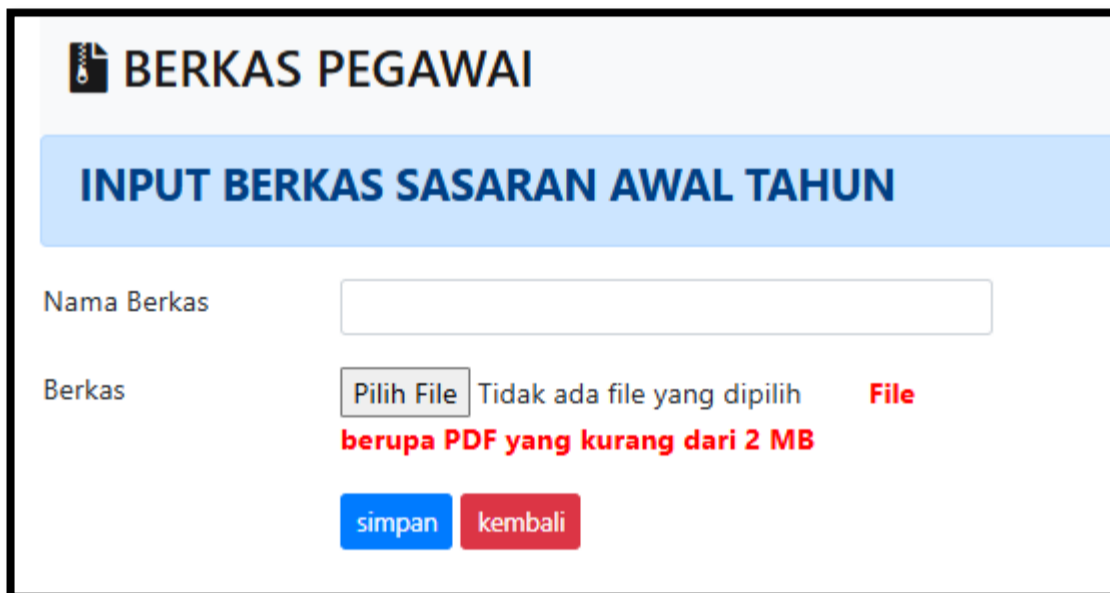 BERKAS PEGAWAI
INPUT BERKAS SASARAN AWAL TAHUN
Nama Berkas
Berkas
Pilih File Tidak ada file yang dipilih File
berupa PDF yang kurang dari 2 MB
simpan kembali